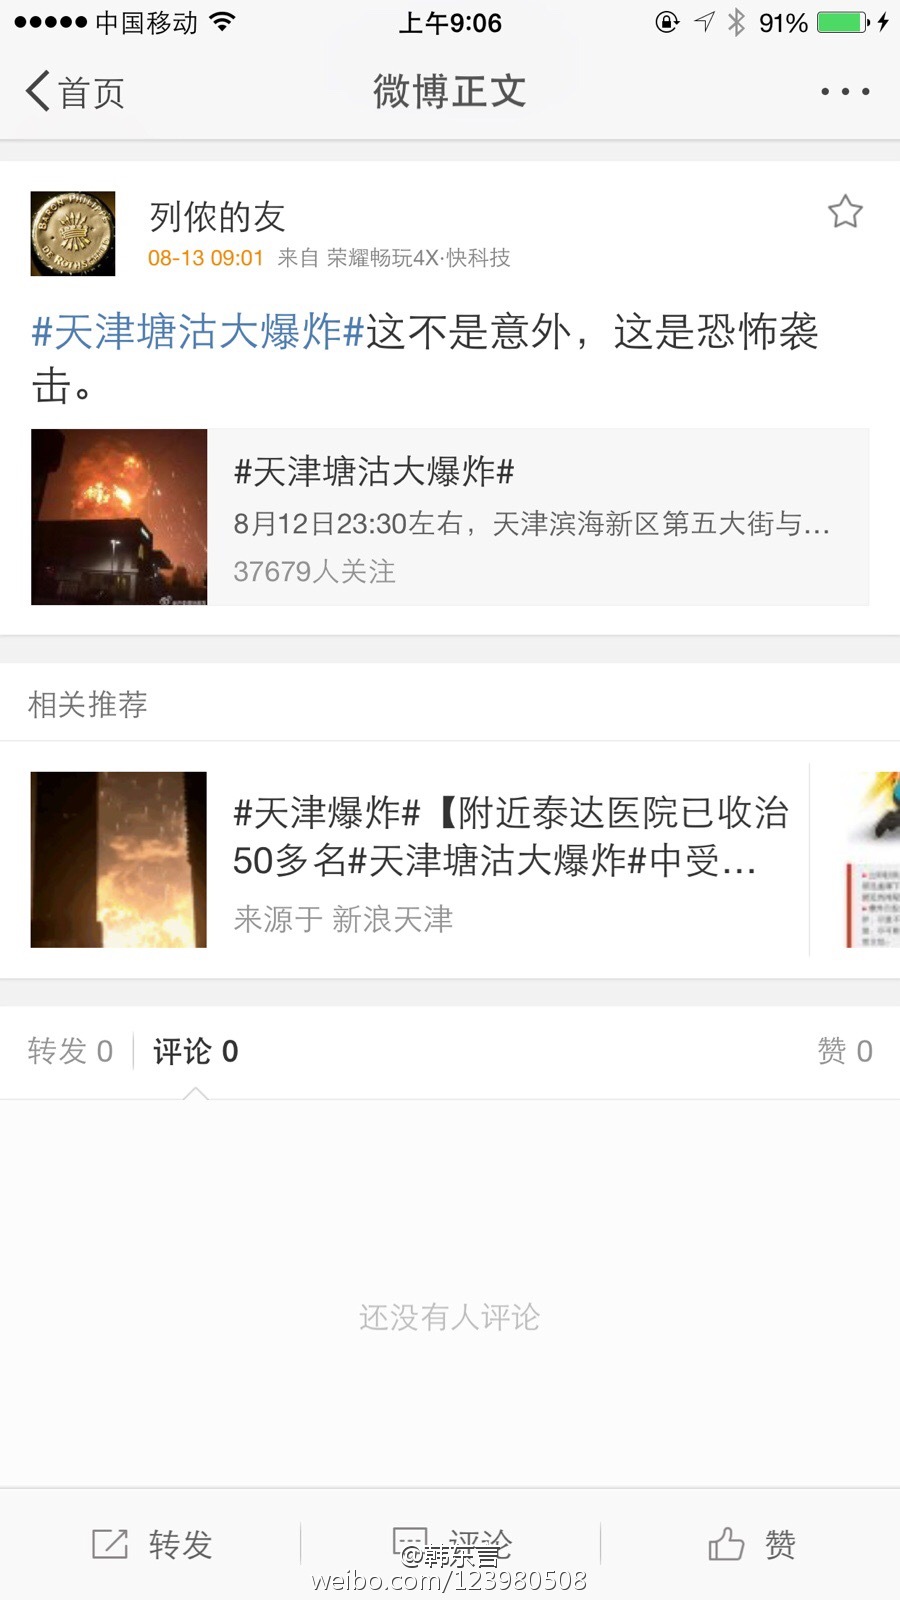 中国移动 上午9:06 91%
首页 微博正文
列侬的友
08-13 09:01 来自 荣耀畅玩4X·快科技
#天津塘沽大爆炸#这不是意外，这是恐怖袭
击。
#天津塘沽大爆炸#
8月12日23:30左右，天津滨海新区第五大街与...
37679人关注
相关推荐
#天津爆炸#【附近泰达医院已收治
50多名#天津塘沽大爆炸#中受...
来源于 新浪天津
转发 0 评论 0 赞 0
还没有人评论
转发 评论 赞
@韩东言
weibo.com/123980508